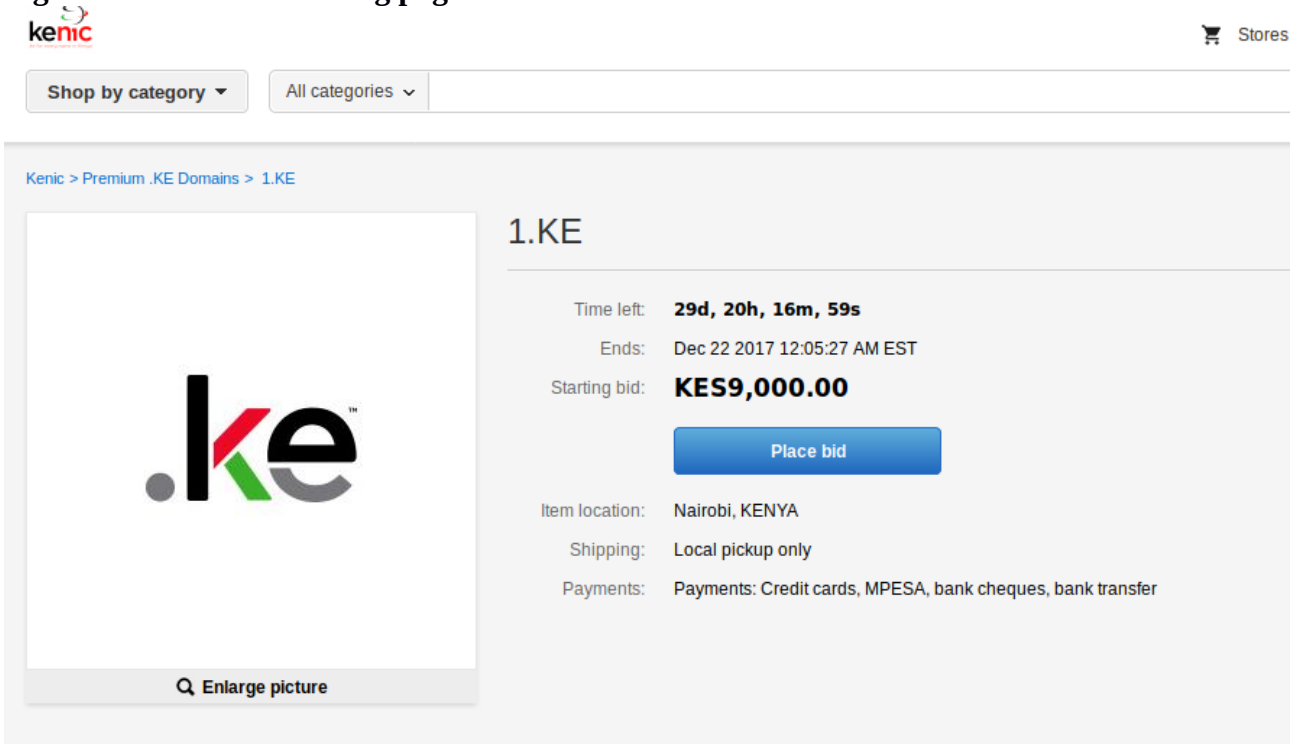 kenic
Stores
Shop by category
All categories
Kenic > Premium .KE Domains > 1.KE
1.KE
Time left: 29d, 20h, 16m, 59s
Ends: Dec 22 2017 12:05:27 AM EST
Starting bid: KES9,000.00
Place bid
Item location: Nairobi, KENYA
Shipping: Local pickup only
Payments: Payments: Credit cards, MPESA, bank cheques, bank transfer
.ke™
Enlarge picture